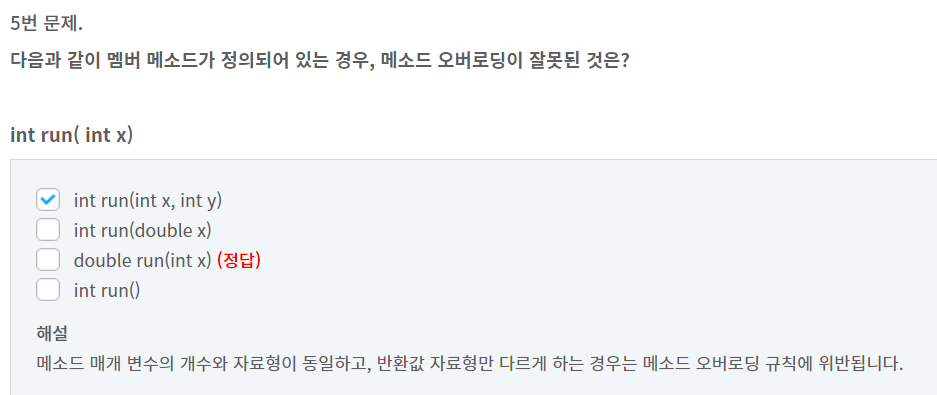 5번 문제.
다음과 같이 멤버 메소드가 정의되어 있는 경우, 메소드 오버로딩이 잘못된 것은?
int run( int x)
int run(int x, int y)
int run(double x)
double run(int x) (정답)
int run()
해설
메소드 매개 변수의 개수와 자료형이 동일하고, 반환값 자료형만 다르게 하는 경우는 메소드 오버로딩 규칙에 위반됩니다.